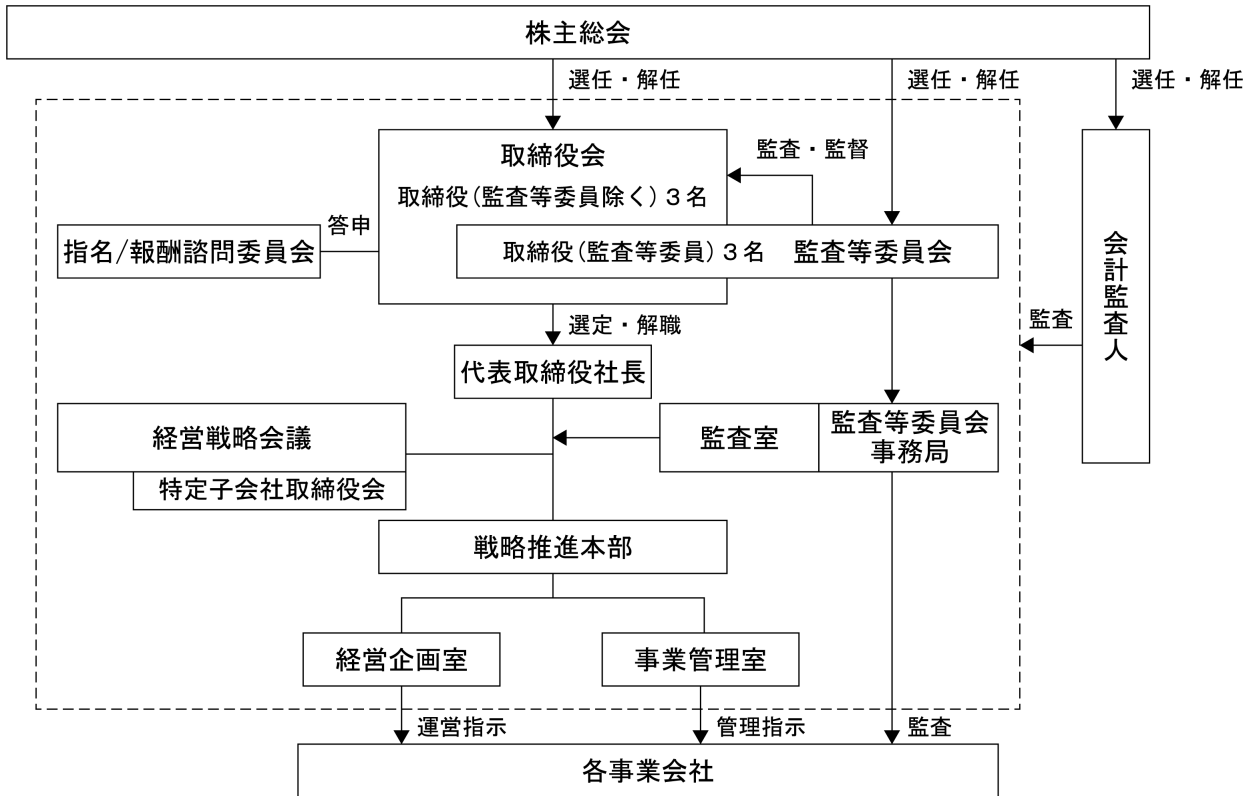 株主総会
選任・解任
選任・解任
選任・解任
取締役会
取締役(監査等委員除く)3名
監査・監督
答申
指名/報酬諮問委員会
取締役(監査等委員)3名 監査等委員会
会計監査人
監査
選定・解職
代表取締役社長
経営戦略会議
特定子会社取締役会
監査室
監査等委員会
事務局
戦略推進本部
経営企画室
事業管理室
運営指示
管理指示
監査
各事業会社